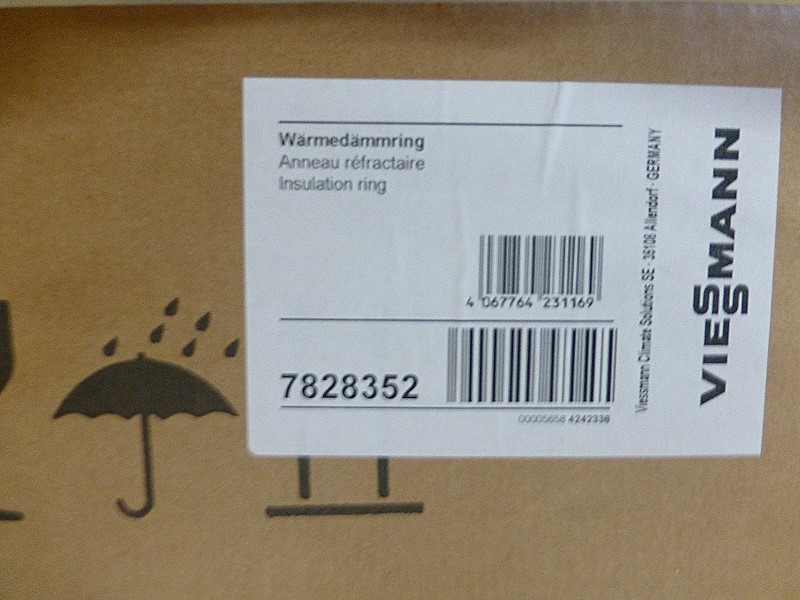 Wärmedämmring
Anneau réfractaire
Insulation ring
4 067764 231169
7828352
00005658 4242338
Viessmann Climate Solutions SE · 35108 Allendorf · GERMANY
VIESSMANN